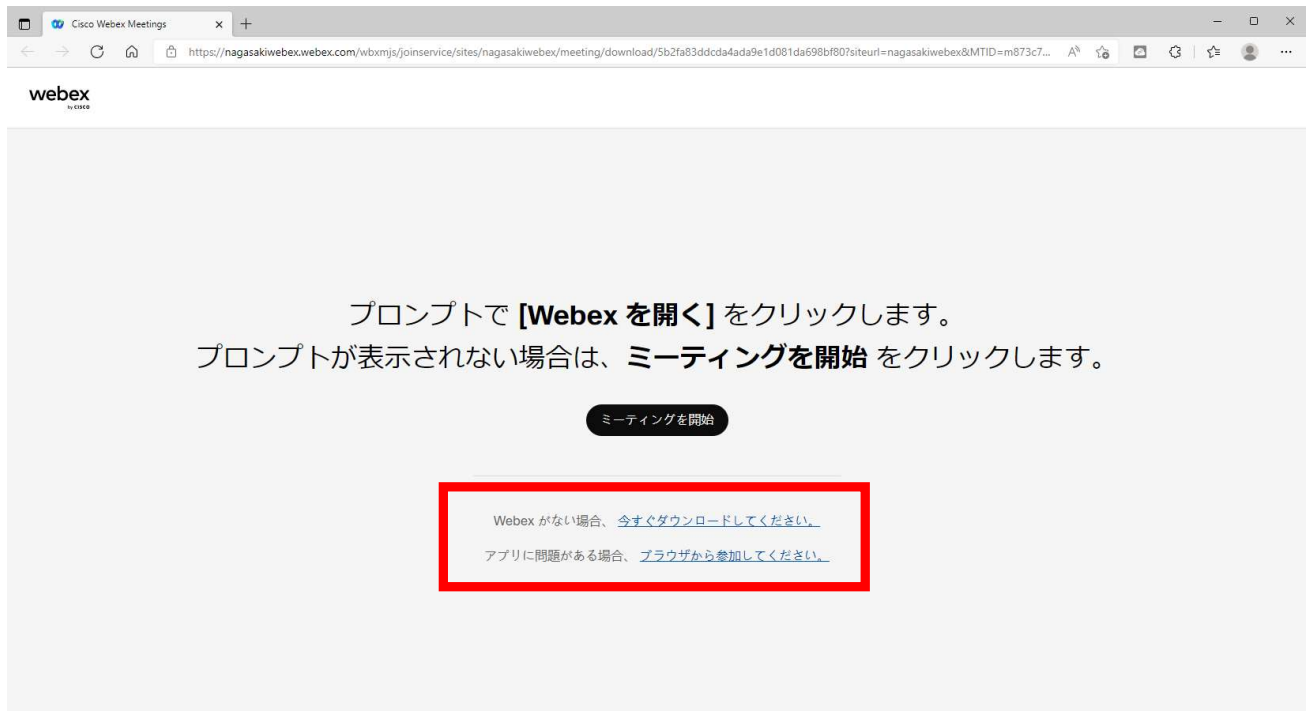 Cisco Webex Meetings
https://nagasakiwebex.webex.com/wbxmjs/joinservice/sites/nagasakiwebex/meeting/download/5b2fa83ddcda4ada9e1d081da698bf80?siteurl=nagasakiwebex&MTID=m873c7...
webex
by CISCO
プロンプトで [Webex を開く] をクリックします。
プロンプトが表示されない場合は、ミーティングを開始 をクリックします。
ミーティングを開始
Webex がない場合、 今すぐダウンロードしてください。
アプリに問題がある場合、 ブラウザから参加してください。